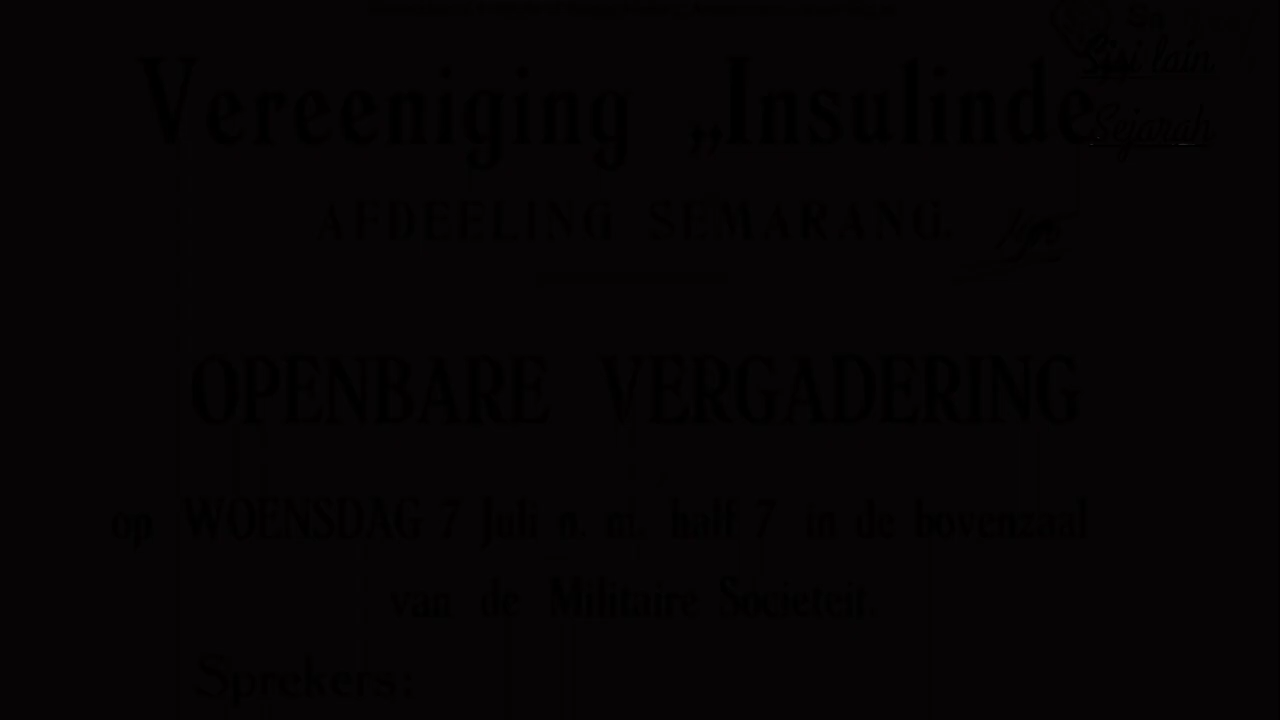 Sisi lain
Sejarah
Vereeniging „Insulinde
AFDEELING SEMARANG.
OPENBARE VERGADERING
op WOENSDAG 7 Juli a. m. half 7 in de bovenzaal
van de Militaire Societeit.
Sprekers: